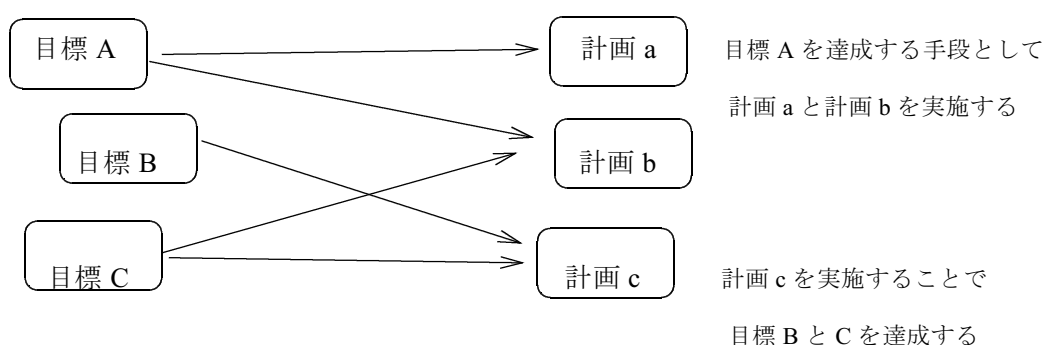 目標 A
計画 a
目標 A を達成する手段として
計画 a と計画 b を実施する
目標 B
計画 b
目標 C
計画 c
計画 c を実施することで
目標 B と C を達成する